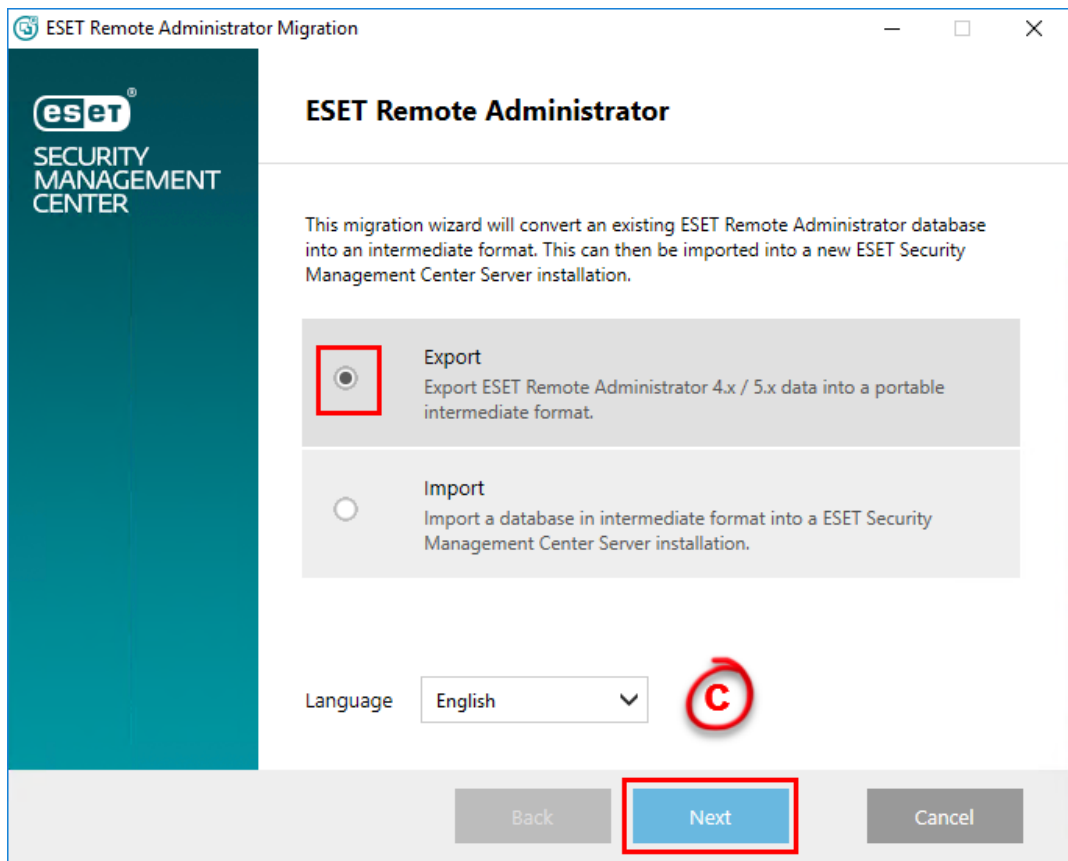 ESET Remote Administrator Migration
eset®
SECURITY
MANAGEMENT
CENTER
ESET Remote Administrator
This migration wizard will convert an existing ESET Remote Administrator database
into an intermediate format. This can then be imported into a new ESET Security
Management Center Server installation.
Export
Export ESET Remote Administrator 4.x / 5.x data into a portable
intermediate format.
Import
Import a database in intermediate format into a ESET Security
Management Center Server installation.
Language English
C
Back Next Cancel